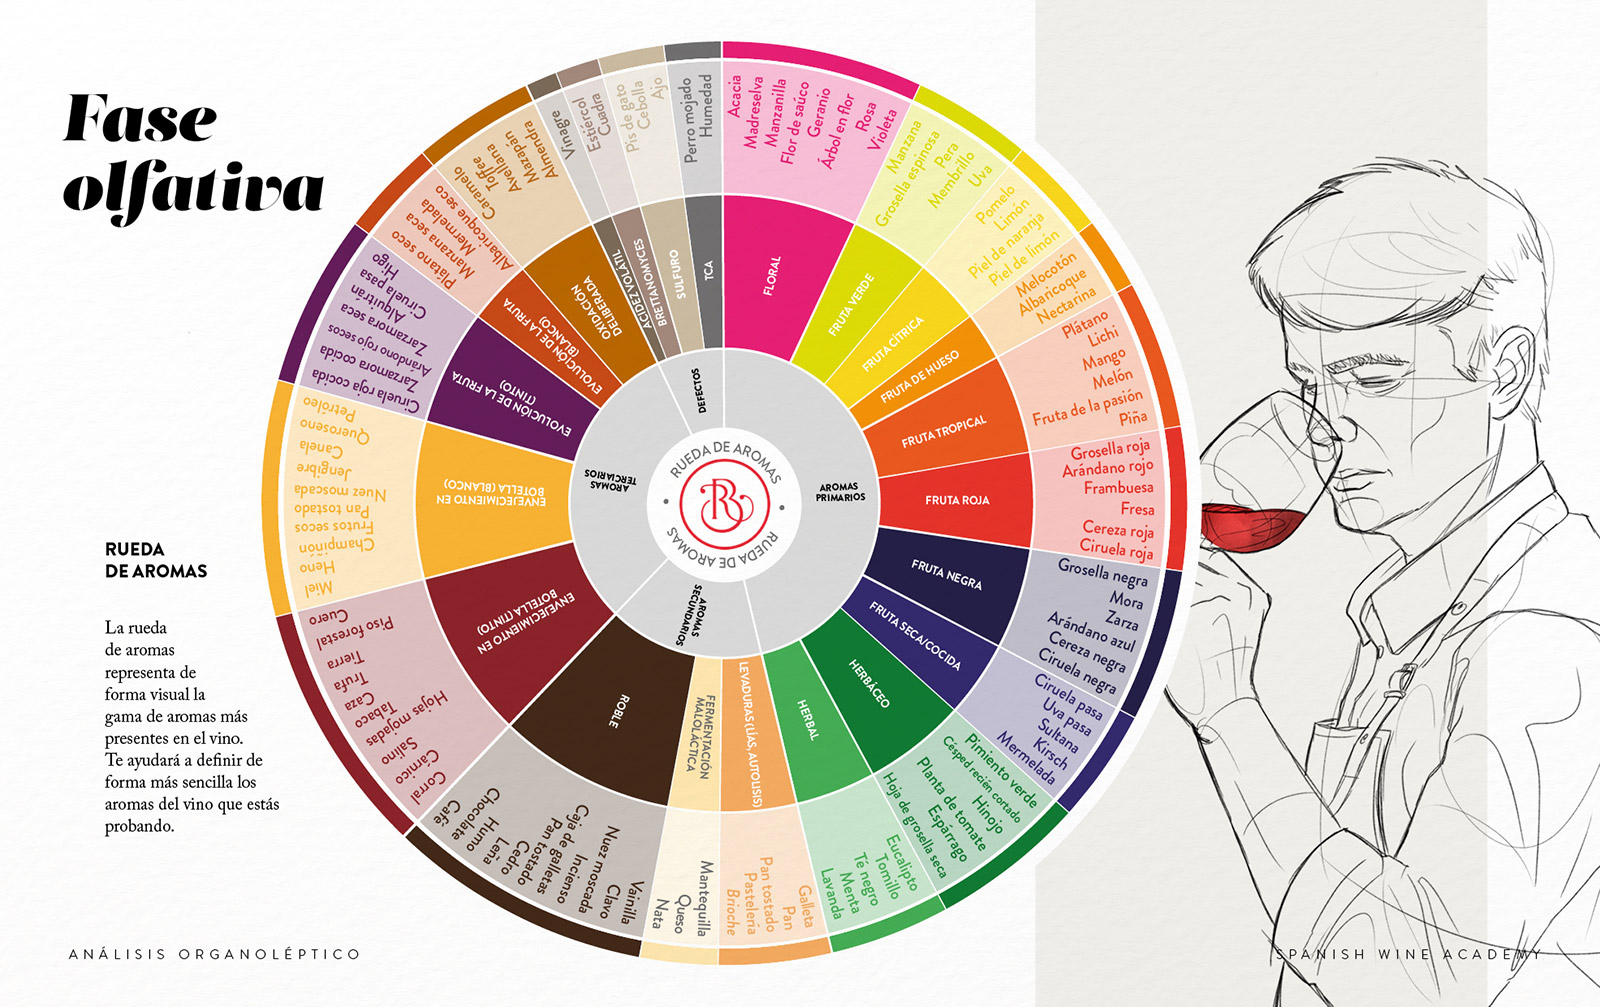 Fase
olfativa
RUEDA
DE AROMAS
La rueda
de aromas
representa de
forma visual la
gama de aromas más
presentes en el vino.
Te ayudará a definir de
forma más sencilla los
aromas del vino que estás
probando.
RUEDA DE AROMAS
RUEDA DE AROMAS
AROMAS
PRIMARIOS
FLORAL
Acacia
Madreselva
Manzanilla
Flor de saúco
Geranio
Árbol en flor
Rosa
Violeta
FRUTA VERDE
Manzana
Grosella espinosa
Pera
Membrillo
Uva
FRUTA CÍTRICA
Pomelo
Limón
Piel de naranja
Piel de limón
FRUTA DE HUESO
Melocotón
Albaricoque
Nectarina
FRUTA TROPICAL
Plátano
Lichi
Mango
Melón
Fruta de la pasión
Piña
FRUTA ROJA
Grosella roja
Arándano rojo
Frambuesa
Fresa
Cereza roja
Ciruela roja
FRUTA NEGRA
Grosella negra
Mora
Zarza
Arándano azul
Cereza negra
Ciruela negra
FRUTA SECA/COCIDA
Ciruela pasa
Uva pasa
Sultana
Kirsch
Mermelada
HERBÁCEO
Pimiento verde
Césped recién cortado
Hinojo
Planta de tomate
Espárrago
Hoja de grosella seca
HERBAL
Eucalipto
Tomillo
Té negro
Menta
Lavanda
AROMAS
SECUNDARIOS
LEVADURAS (LÍAS, AUTOLISIS)
Galleta
Pan
Pan tostado
Pastelería
Brioche
FERMENTACIÓN
MALOLÁCTICA
Mantequilla
Queso
Nata
ROBLE
Vainilla
Clavo
Nuez moscada
Incienso
Caja de galletas
Pan tostado
Cedro
Leña
Humo
Chocolate
Café
AROMAS
TERCIARIOS
ENVEJECIMIENTO EN
BOTELLA (TINTO)
Corral
Cárnico
Salino
Hojas mojadas
Tabaco
Caza
Trufa
Tierra
Piso forestal
Cuero
ENVEJECIMIENTO EN
BOTELLA (BLANCO)
Miel
Heno
Champiñon
Frutos secos
Pan tostado
Nuez moscada
Jengibre
Canela
Queroseno
Petróleo
EVOLUCIÓN DE LA FRUTA
(TINTO)
Ciruela roja cocida
Zarzamora cocida
Arándono rojo secos
Zarzamora seca
Alquitrán
Ciruela pasa
Higo
EVOLUCIÓN DE LA FRUTA
(BLANCO)
Plátano seco
Manzana seca
Mermelada
Albaricoque seco
OXIDACIÓN
DELIBERADA
Caramelo
Toffee
Avellana
Mazapán
Almendra
DEFECTOS
ACIDEZ VOLATIL
Vinagre
BRETTANOMYCES
Estiércol
Cuadra
SULFURO
Pis de gato
Cebolla
Ajo
TCA
Perro mojado
Humedad
ANÁLISIS ORGANOLÉPTICO
SPANISH WINE ACADEMY